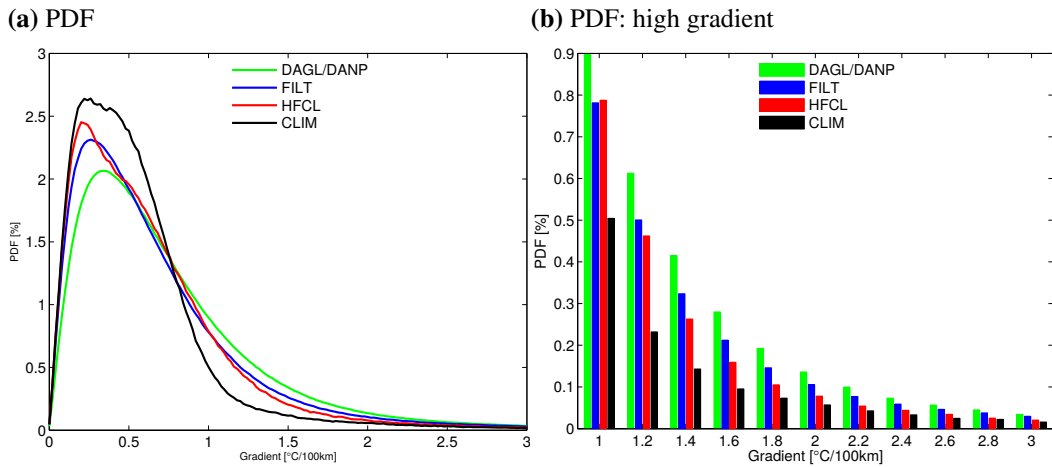 (a) PDF
3
2.5
2
1.5
1
0.5
0
PDF [%]
DAGL/DANP
FILT
HFCL
CLIM
0 0.5 1 1.5 2 2.5 3
Gradient [°C/100km]
(b) PDF: high gradient
0.9
0.8
0.7
0.6
0.5
0.4
0.3
0.2
0.1
0
PDF [%]
DAGL/DANP
FILT
HFCL
CLIM
1 1.2 1.4 1.6 1.8 2 2.2 2.4 2.6 2.8 3
Gradient [°C/100km]